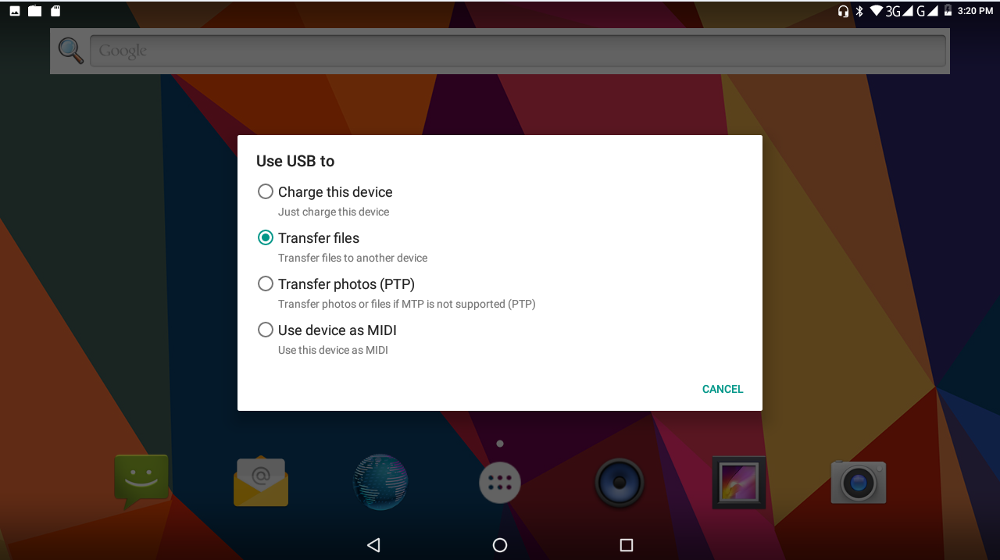 3G G 3:20 PM
Google
Use USB to
Charge this device
Just charge this device
Transfer files
Transfer files to another device
Transfer photos (PTP)
Transfer photos or files if MTP is not supported (PTP)
Use device as MIDI
Use this device as MIDI
CANCEL
@